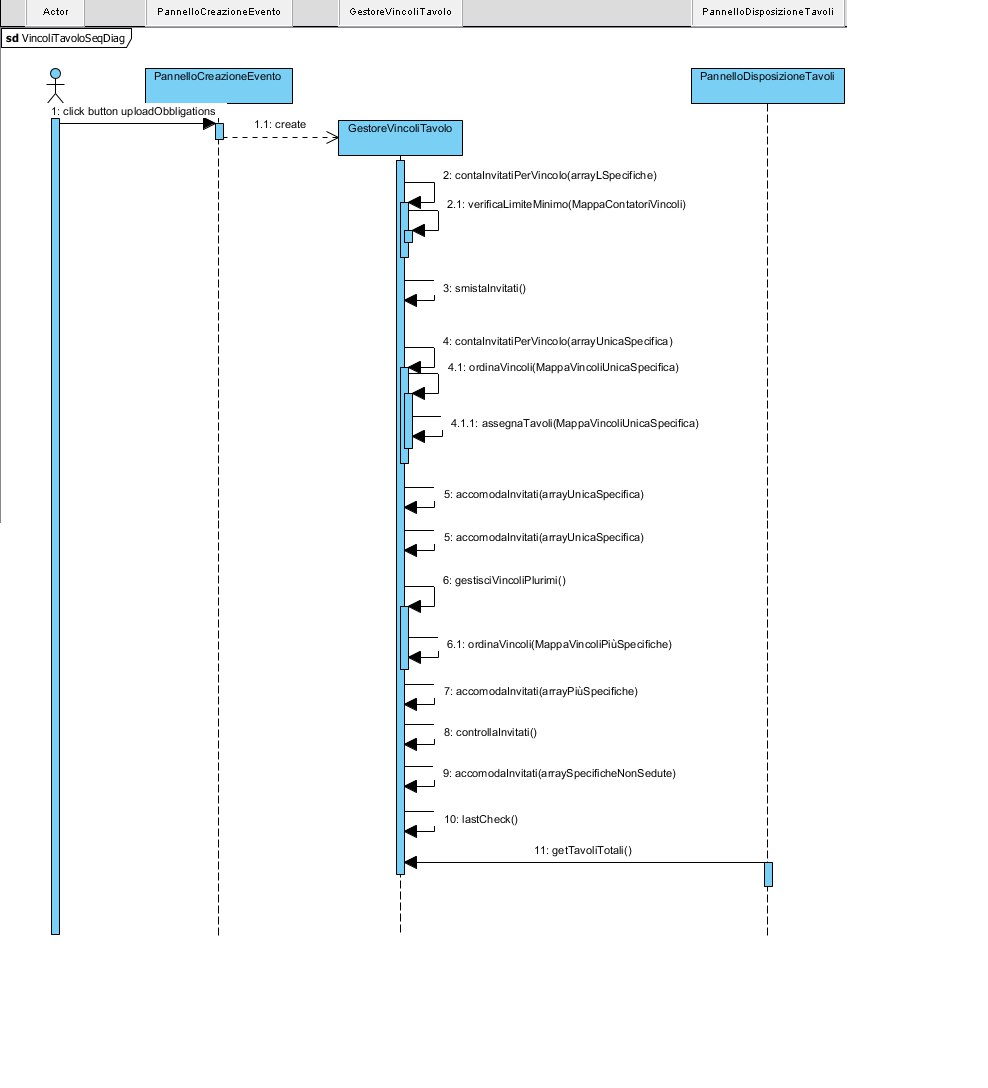 Actor
PannelloCreazioneEvento
GestoreVincoliTavolo
PannelloDisposizioneTavoli
sd VincoliTavoloSeqDiag
PannelloCreazioneEvento
PannelloDisposizioneTavoli
1: click button uploadObbligations
1.1: create
GestoreVincoliTavolo
2: contaInvitatiPerVincolo(arrayLSpecifiche)
2.1: verificaLimiteMinimo(MappaContatoriVincoli)
3: smistaInvitati()
4: contaInvitatiPerVincolo(arrayUnicaSpecifica)
4.1: ordinaVincoli(MappaVincoliUnicaSpecifica)
4.1.1: assegnaTavoli(MappaVincoliUnicaSpecifica)
5: accomodaInvitati(arrayUnicaSpecifica)
5: accomodaInvitati(arrayUnicaSpecifica)
6: gestisciVincoliPlurimi()
6.1: ordinaVincoli(MappaVincoliPiùSpecifiche)
7: accomodaInvitati(arrayPiùSpecifiche)
8: controllaInvitati()
9: accomodaInvitati(arraySpecificheNonSedute)
10: lastCheck()
11: getTavoliTotali()